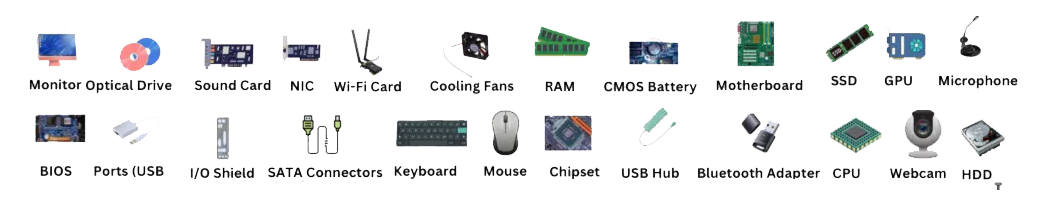 Monitor Optical Drive Sound Card NIC Wi-Fi Card Cooling Fans RAM CMOS Battery Motherboard SSD GPU Microphone
BIOS Ports (USB I/O Shield SATA Connectors Keyboard Mouse Chipset USB Hub Bluetooth Adapter CPU Webcam HDD
T